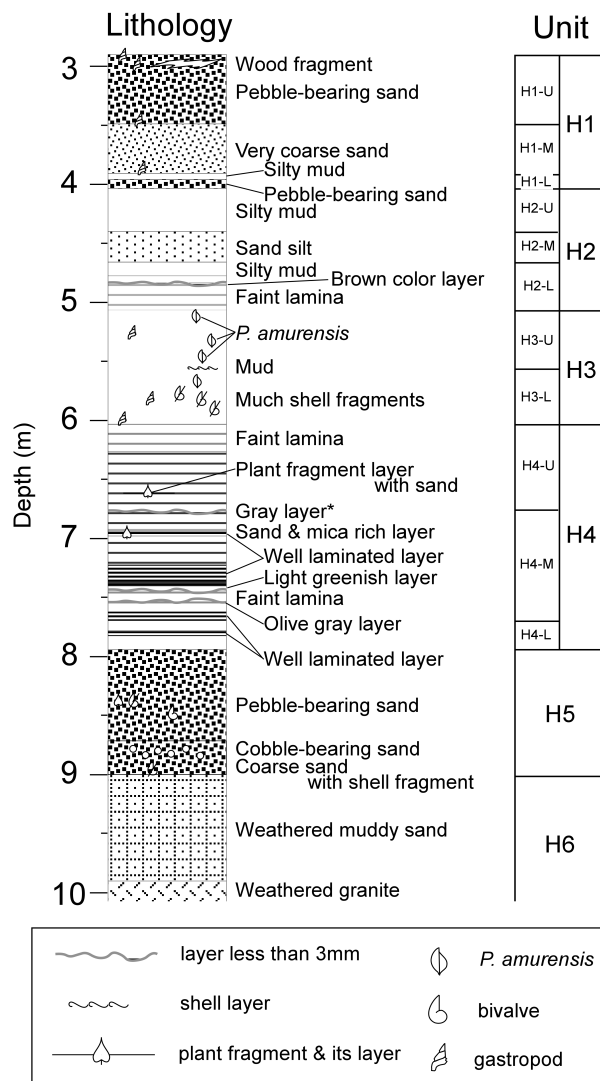 Lithology
Unit
Depth (m)
3
4
5
6
7
8
9
10
Wood fragment
Pebble-bearing sand
Very coarse sand
Silty mud
Pebble-bearing sand
Silty mud
Sand silt
Silty mud
Brown color layer
Faint lamina
P. amurensis
Mud
Much shell fragments
Faint lamina
Plant fragment layer
with sand
Gray layer*
Sand & mica rich layer
Well laminated layer
Light greenish layer
Faint lamina
Olive gray layer
Well laminated layer
Pebble-bearing sand
Cobble-bearing sand
Coarse sand
with shell fragment
Weathered muddy sand
Weathered granite
H1-U
H1-M
H1-L
H2-U
H2-M
H2-L
H3-U
H3-L
H4-U
H4-M
H4-L
H1
H2
H3
H4
H5
H6
layer less than 3mm
P. amurensis
shell layer
bivalve
plant fragment & its layer
gastropod